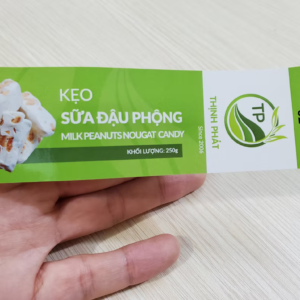 KẸO
SỮA ĐẬU PHỘNG
MILK PEANUTS NOUGAT CANDY
KHỐI LƯỢNG: 250g
TP
THỊNH PHÁT